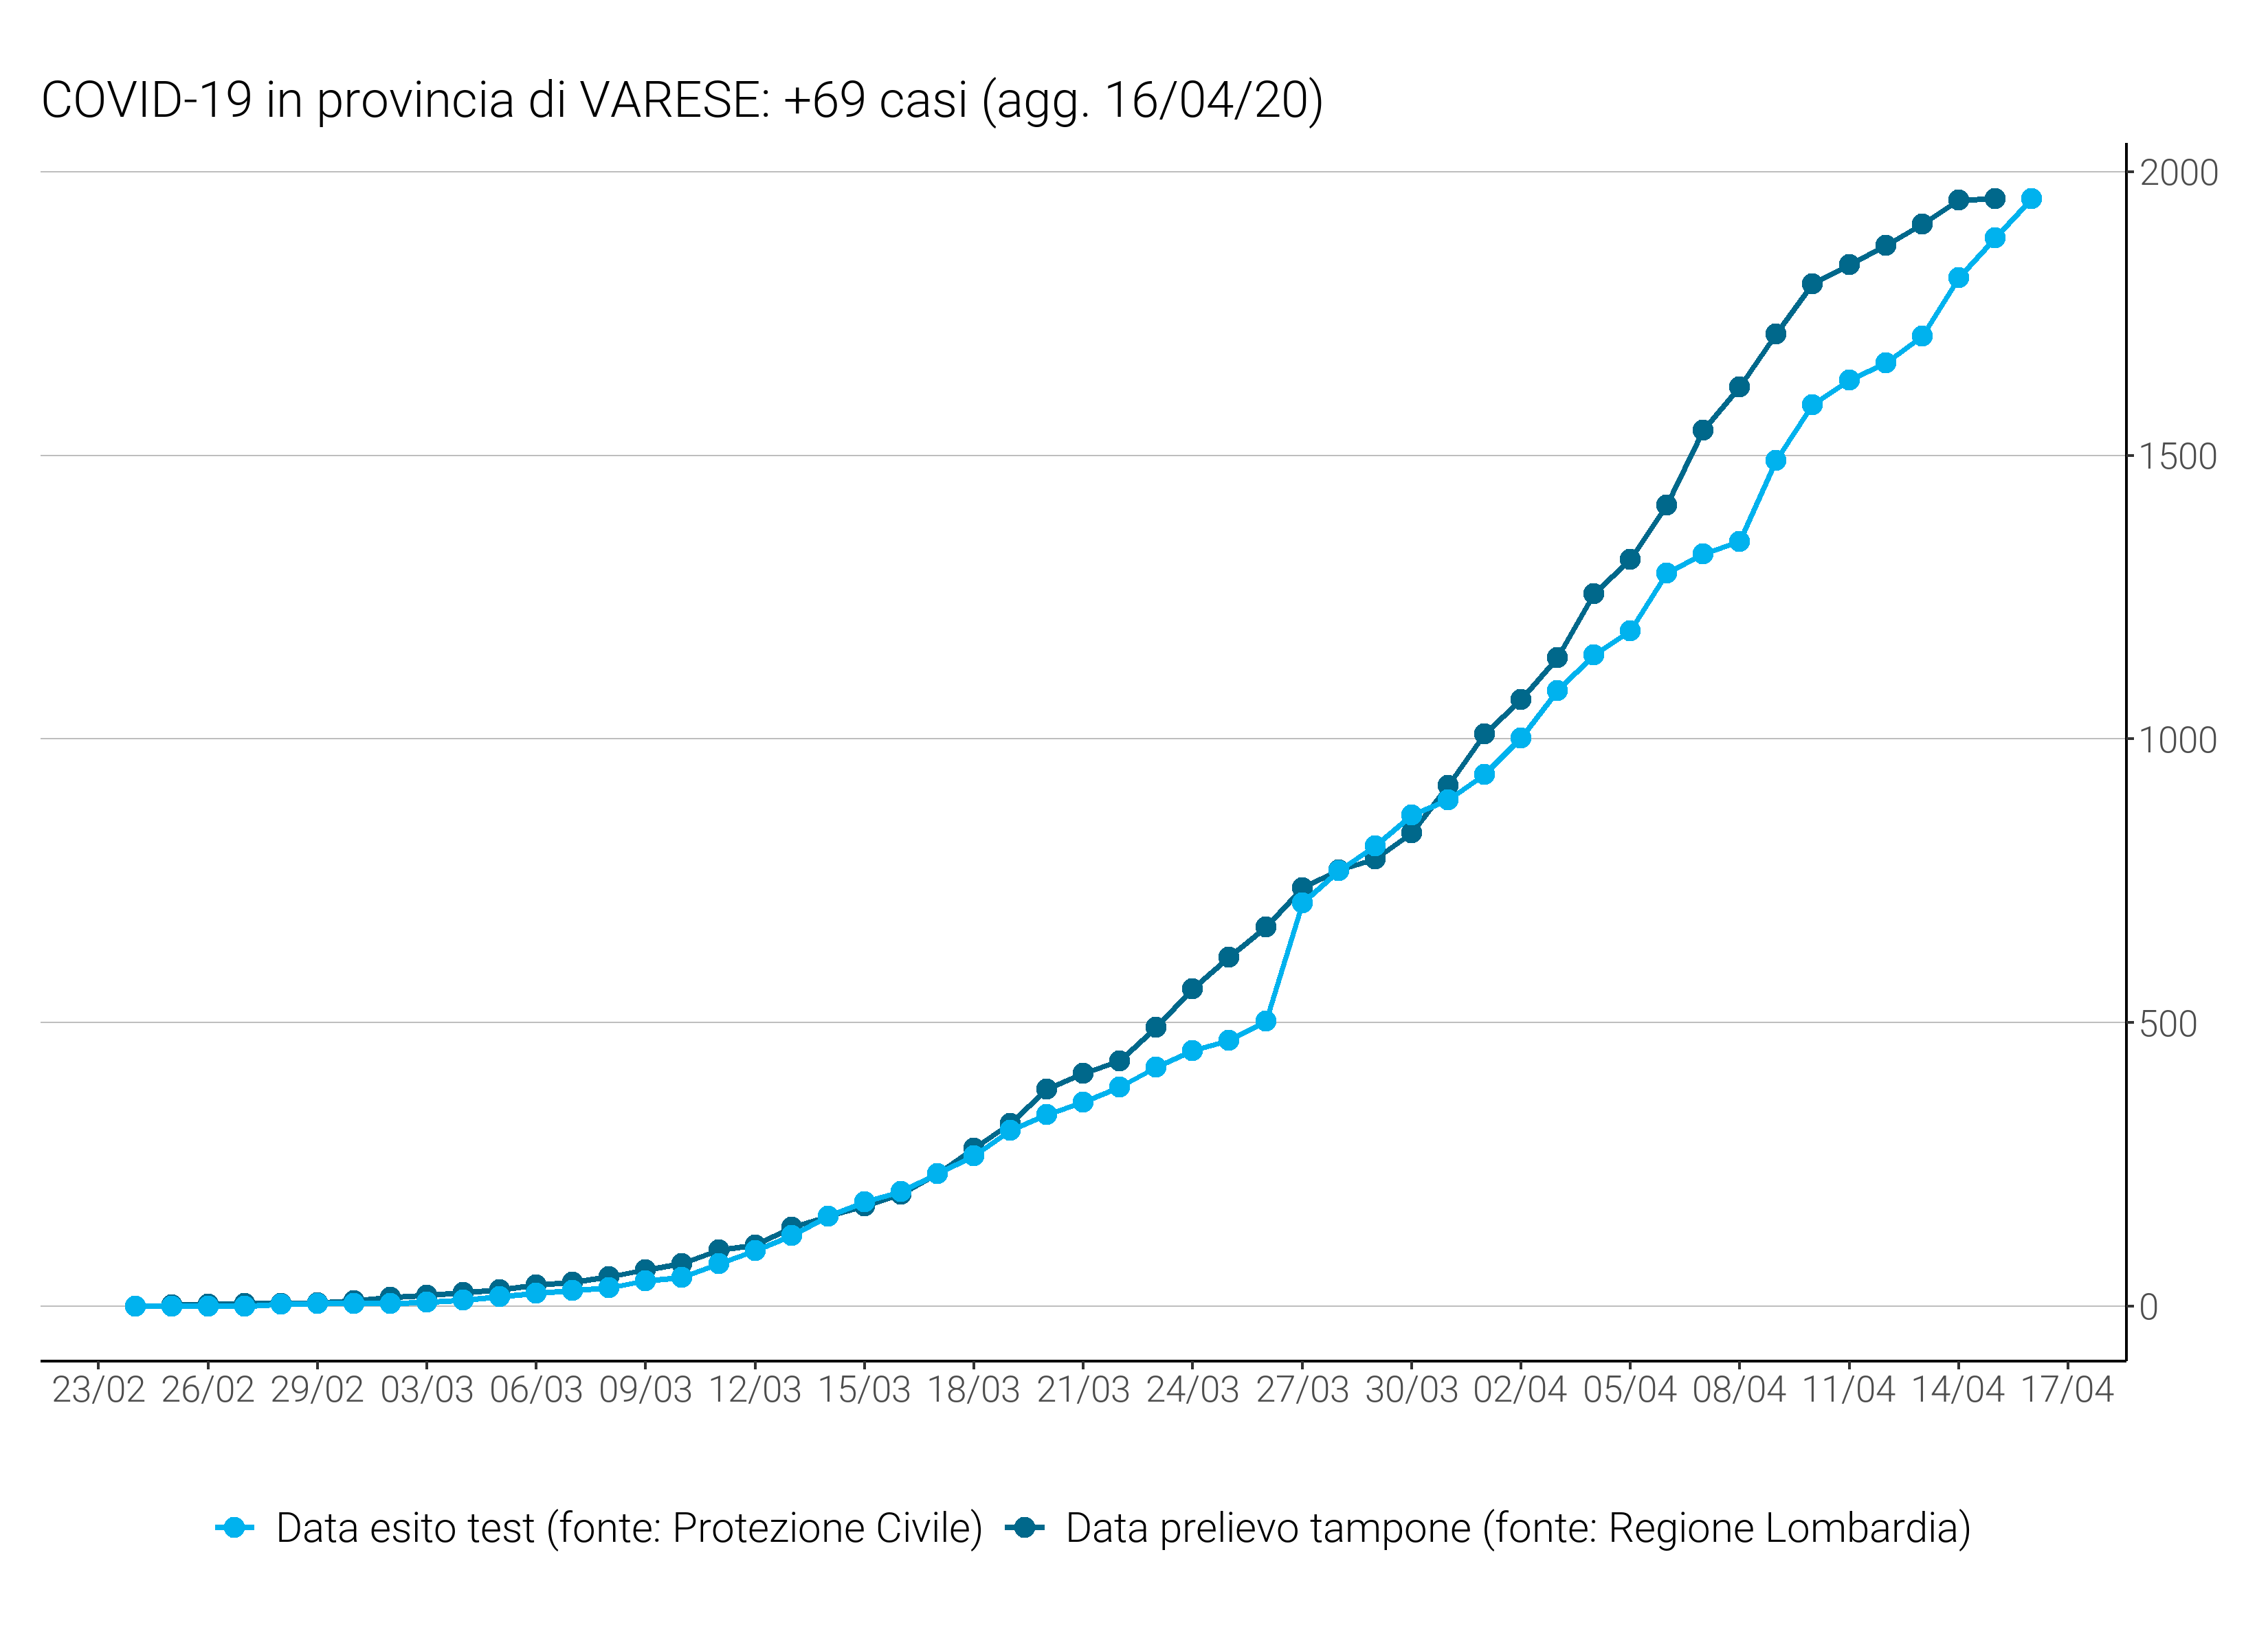 COVID-19 in provincia di VARESE: +69 casi (agg. 16/04/20)
2000
1500
1000
500
0
23/02 26/02 29/02 03/03 06/03 09/03 12/03 15/03 18/03 21/03 24/03 27/03 30/03 02/04 05/04 08/04 11/04 14/04 17/04
Data esito test (fonte: Protezione Civile) Data prelievo tampone (fonte: Regione Lombardia)